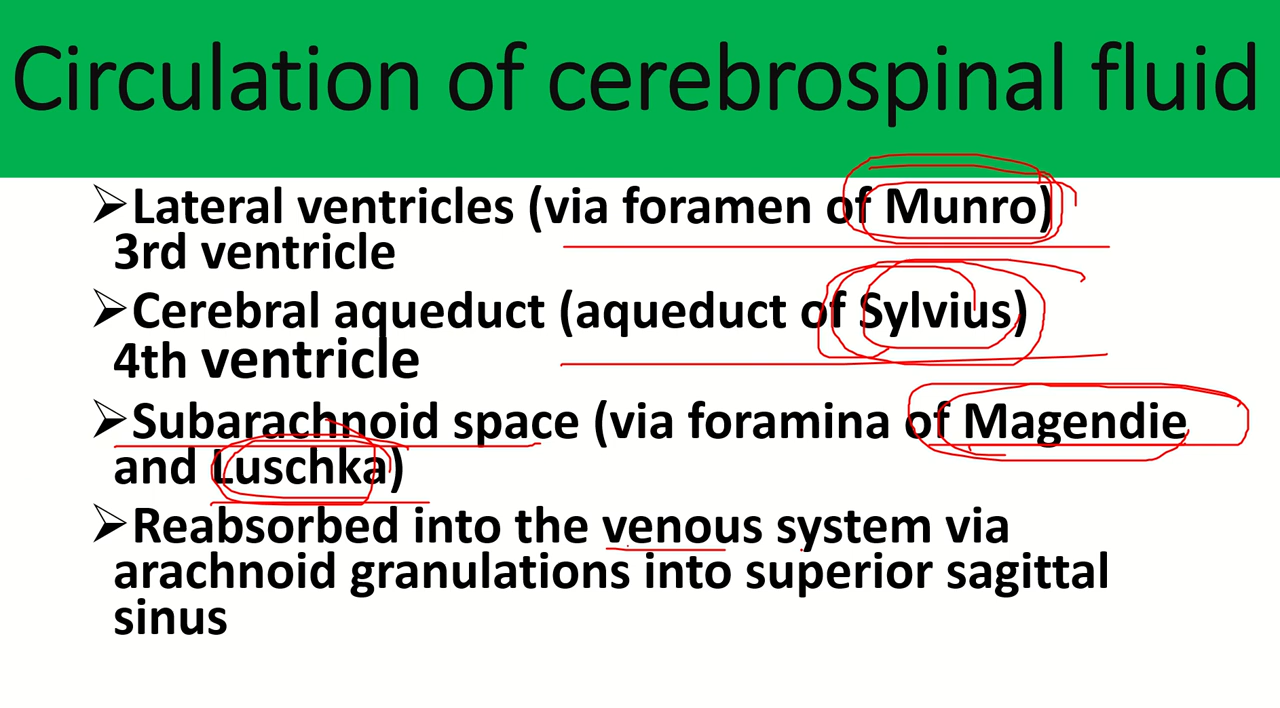 Circulation of cerebrospinal fluid
➢Lateral ventricles (via foramen of Munro)
3rd ventricle
➢Cerebral aqueduct (aqueduct of Sylvius)
4th ventricle
➢Subarachnoid space (via foramina of Magendie
and Luschka)
➢Reabsorbed into the venous system via
arachnoid granulations into superior sagittal
sinus